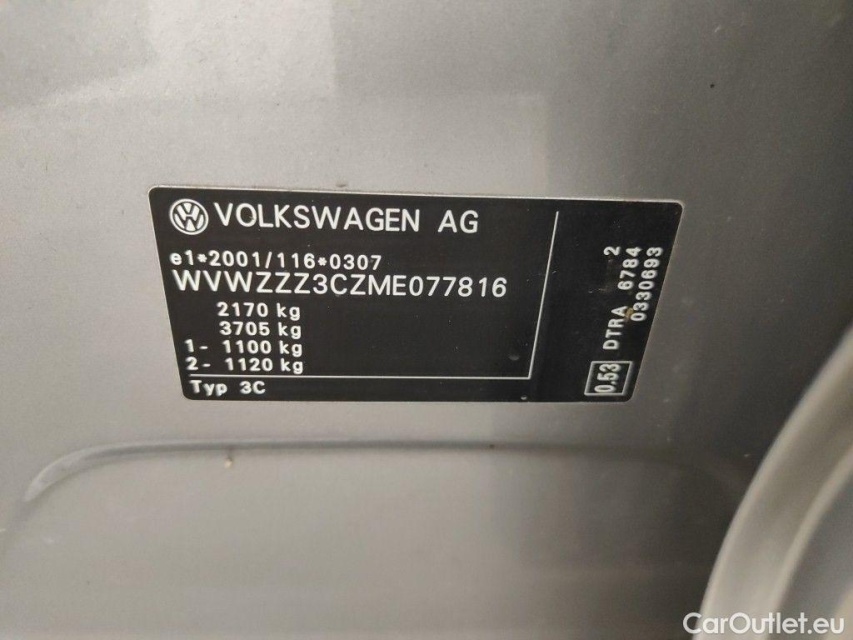 VOLKSWAGEN AG
e1*2001/116*0307
WVWZZZ3CZME077816
2170 kg
3705 kg
1- 1100 kg
2- 1120 kg
Typ 3C
0.53
DTRA 6784 2
0330693
CarOutlet.eu